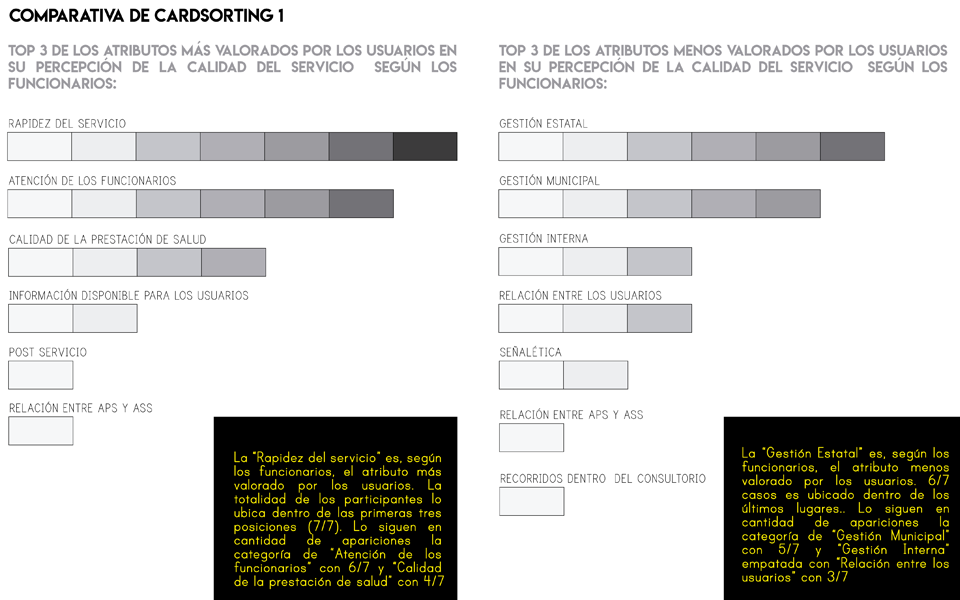 COMPARATIVA DE CARDSORTING 1
TOP 3 DE LOS ATRIBUTOS MÁS VALORADOS POR LOS USUARIOS EN
SU PERCEPCIÓN DE LA CALIDAD DEL SERVICIO SEGÚN LOS
FUNCIONARIOS:
RAPIDEZ DEL SERVICIO
ATENCIÓN DE LOS FUNCIONARIOS
CALIDAD DE LA PRESTACIÓN DE SALUD
INFORMACIÓN DISPONIBLE PARA LOS USUARIOS
POST SERVICIO
RELACIÓN ENTRE APS Y ASS
La "Rapidez del servicio" es, según
los funcionarios, el atributo más
valorado por los usuarios. La
totalidad de los participantes lo
ubica dentro de las primeras tres
posiciones (7/7). Lo siguen en
cantidad de apariciones la
categoría de "Atención de los
funcionarios" con 6/7 y "Calidad
de la prestación de salud" con 4/7
TOP 3 DE LOS ATRIBUTOS MENOS VALORADOS POR LOS USUARIOS
EN SU PERCEPCIÓN DE LA CALIDAD DEL SERVICIO SEGÚN LOS
FUNCIONARIOS:
GESTIÓN ESTATAL
GESTIÓN MUNICIPAL
GESTIÓN INTERNA
RELACIÓN ENTRE LOS USUARIOS
SEÑALÉTICA
RELACIÓN ENTRE APS Y ASS
RECORRIDOS DENTRO DEL CONSULTORIO
La "Gestión Estatal" es, según los
funcionarios, el atributo menos
valorado por los usuarios. 6/7
casos es ubicado dentro de los
últimos lugares.. Lo siguen en
cantidad de apariciones la
categoría de "Gestión Municipal"
con 5/7 y "Gestión Interna"
empatada con "Relación entre los
usuarios" con 3/7